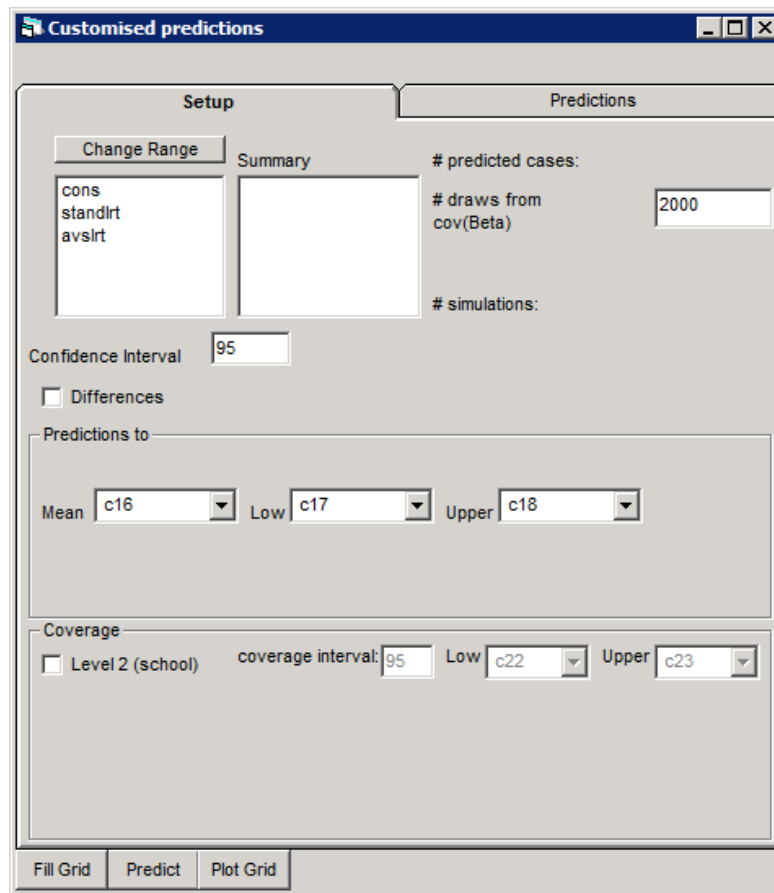 Customised predictions
Setup
Predictions
Change Range
Summary
# predicted cases:
cons
standlrt
avslrt
# draws from
cov(Beta)
2000
# simulations:
Confidence Interval
95
Differences
Predictions to
Mean c16 Low c17 Upper c18
Coverage
Level 2 (school) coverage interval: 95 Low c22 Upper c23
Fill Grid Predict Plot Grid